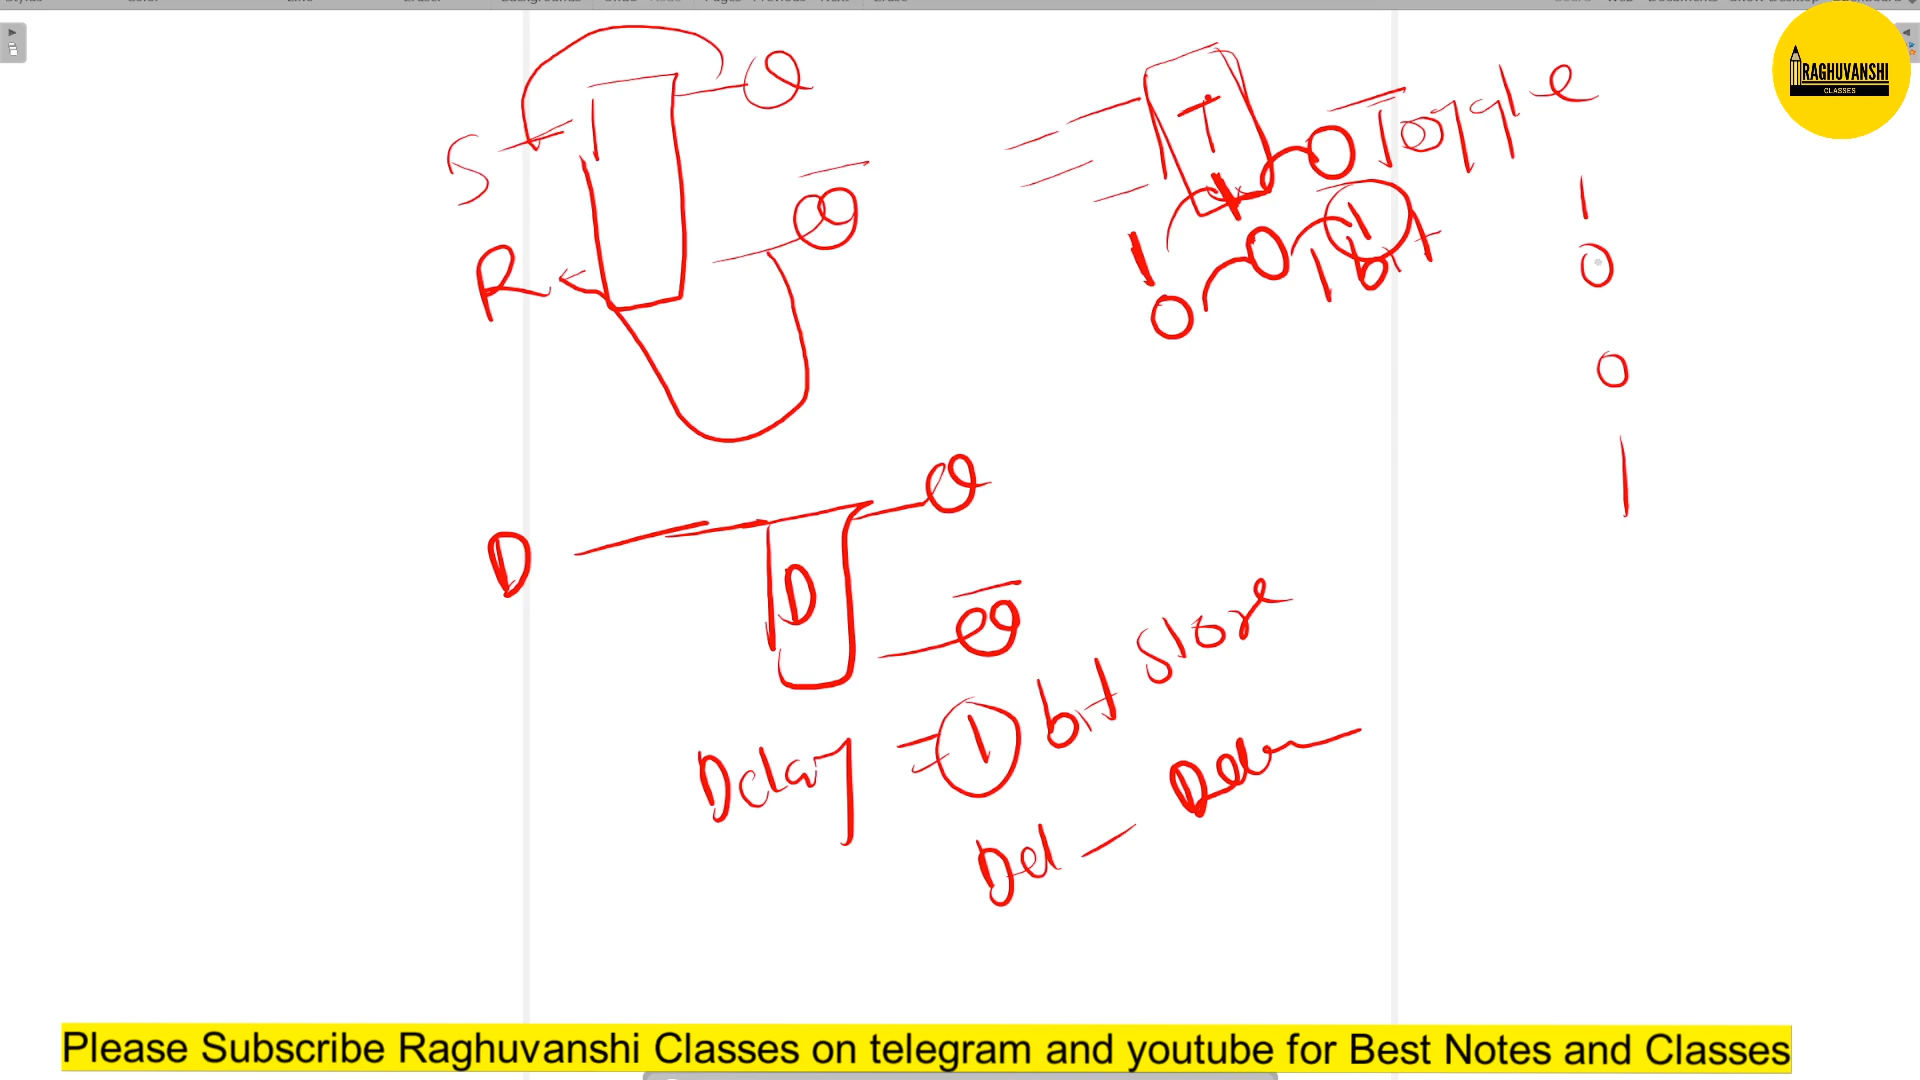 S
R
Q
Q
T
Toggle
0
1
1 bit
1
0
0
1
0
0
1
D
D
Q
Q
Delay = 1 bit store
Del -
RAGHUVANSHI
CLASSES
Please Subscribe Raghuvanshi Classes on telegram and youtube for Best Notes and Classes